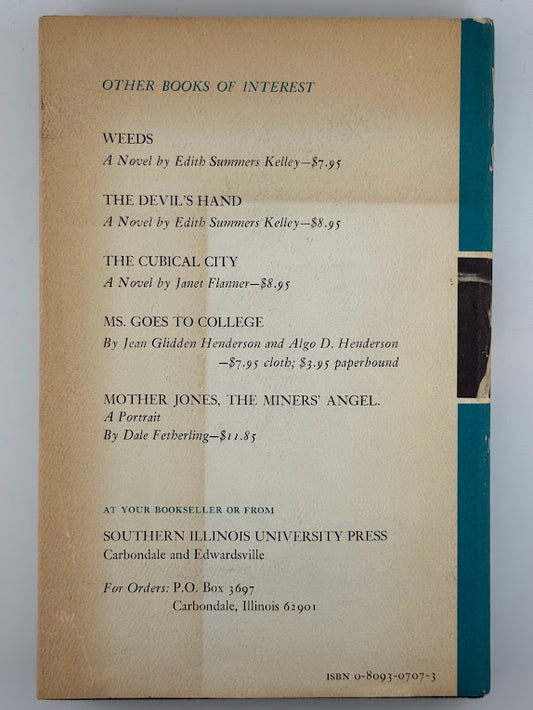 OTHER BOOKS OF INTEREST
WEEDS
A Novel by Edith Summers Kelley—$7.95
THE DEVIL'S HAND
A Novel by Edith Summers Kelley—$8.95
THE CUBICAL CITY
A Novel by Janet Flanner—$8.95
MS. GOES TO COLLEGE
By Jean Glidden Henderson and Algo D. Henderson
—$7.95 cloth; $3.95 paperbound
MOTHER JONES, THE MINERS' ANGEL.
A Portrait
By Dale Fetherling—$11.85
AT YOUR BOOKSELLER OR FROM
SOUTHERN ILLINOIS UNIVERSITY PRESS
Carbondale and Edwardsville
For Orders: P.O. Box 3697
Carbondale, Illinois 62901
ISBN 0-8093-0707-3